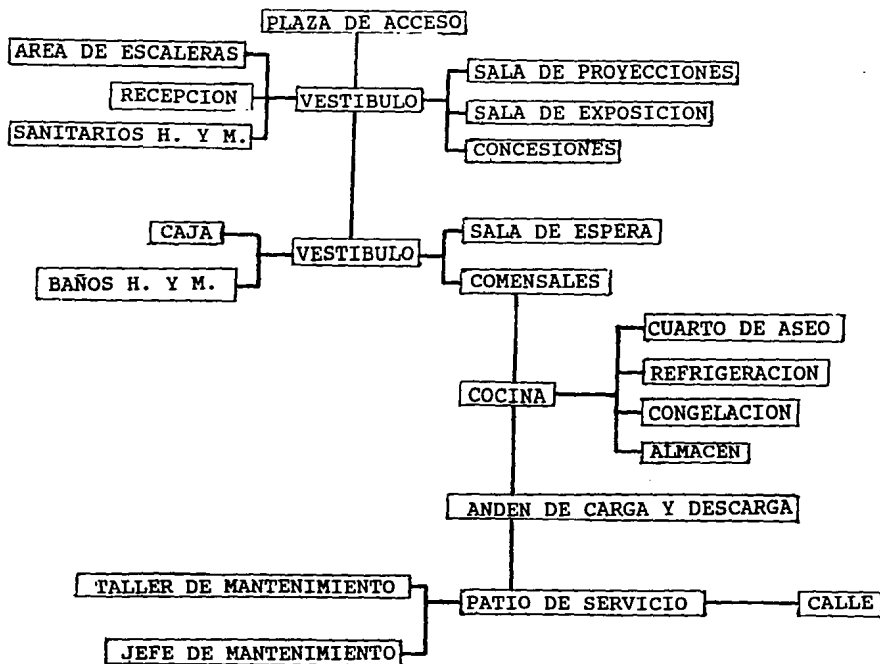 PLAZA DE ACCESO
AREA DE ESCALERAS
RECEPCION
SANITARIOS H. Y M.
VESTIBULO
SALA DE PROYECCIONES
SALA DE EXPOSICION
CONCESIONES
CAJA
BAÑOS H. Y M.
VESTIBULO
SALA DE ESPERA
COMENSALES
COCINA
CUARTO DE ASEO
REFRIGERACION
CONGELACION
ALMACEN
ANDEN DE CARGA Y DESCARGA
TALLER DE MANTENIMIENTO
JEFE DE MANTENIMIENTO
PATIO DE SERVICIO
CALLE